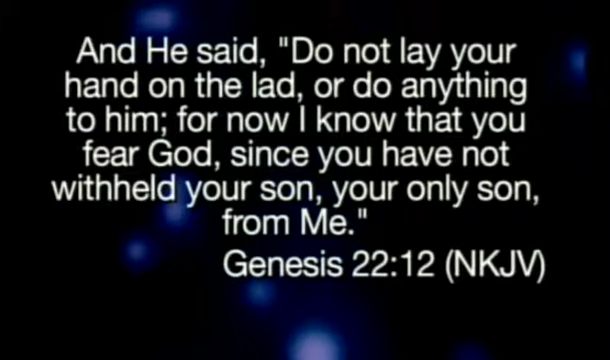 And He said, "Do not lay your
hand on the lad, or do anything
to him; for now I know that you
fear God, since you have not
withheld your son, your only son,
from Me."
Genesis 22:12 (NKJV)